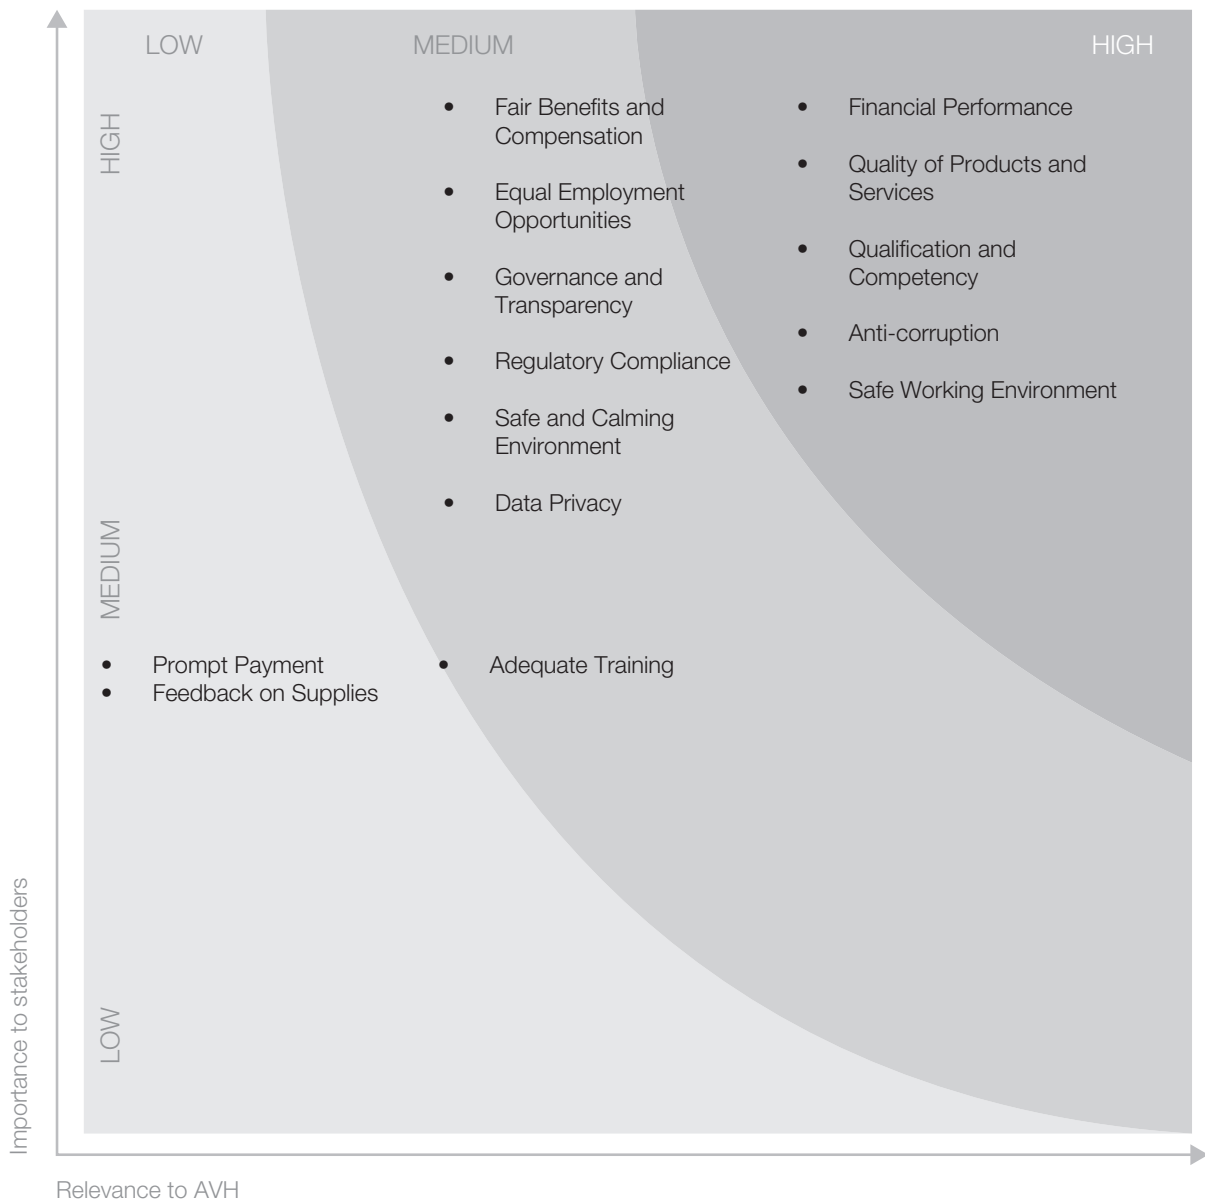 LOW
MEDIUM
HIGH
HIGH
• Fair Benefits and
Compensation
• Equal Employment
Opportunities
• Governance and
Transparency
• Regulatory Compliance
• Safe and Calming
Environment
• Data Privacy
• Financial Performance
• Quality of Products and
Services
• Qualification and
Competency
• Anti-corruption
• Safe Working Environment
MEDIUM
• Prompt Payment
• Feedback on Supplies
• Adequate Training
LOW
Importance to stakeholders
Relevance to AVH